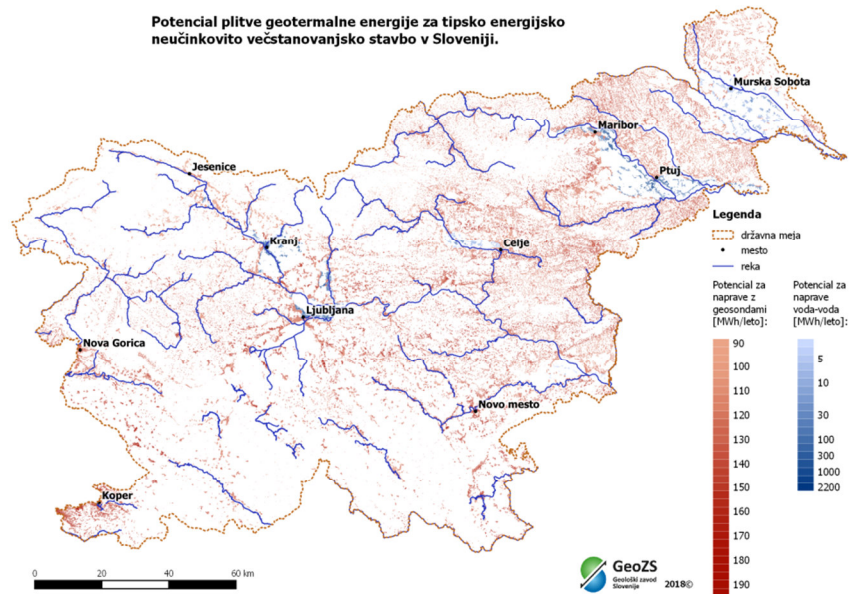 Potencial plitve geotermalne energije za tipsko energijsko
neučinkovito večstanovanjsko stavbo v Sloveniji.
Murska Sobota
Maribor
Jesenice
Ptuj
Kranj
Celje
Ljubljana
Nova Gorica
Novo mesto
Koper
Legenda
državna meja
mesto
reka
Potencial za
naprave z
geosondami
[MWh/leto]:
90
100
110
120
130
140
150
160
170
180
190
Potencial za
naprave
voda-voda
[MWh/leto]:
5
10
30
100
300
1000
2200
0 20 40 60 km
GeoZS
Geološki zavod
Slovenije
2018©